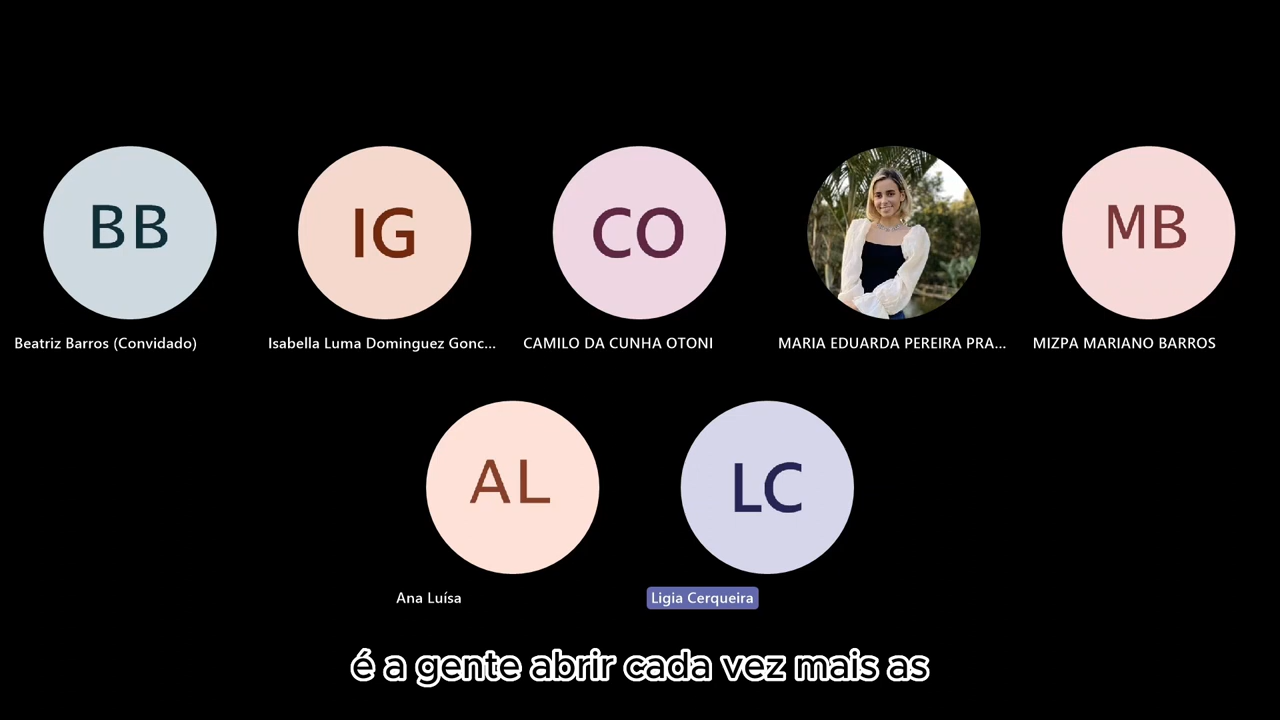 BB
IG
CO
MB
Beatriz Barros (Convidado)
Isabella Luma Dominguez Gonc...
CAMILO DA CUNHA OTONI
MARIA EDUARDA PEREIRA PRA...
MIZPA MARIANO BARROS
AL
LC
Ana Luísa
Ligia Cerqueira
é a gente abrir cada vez mais as